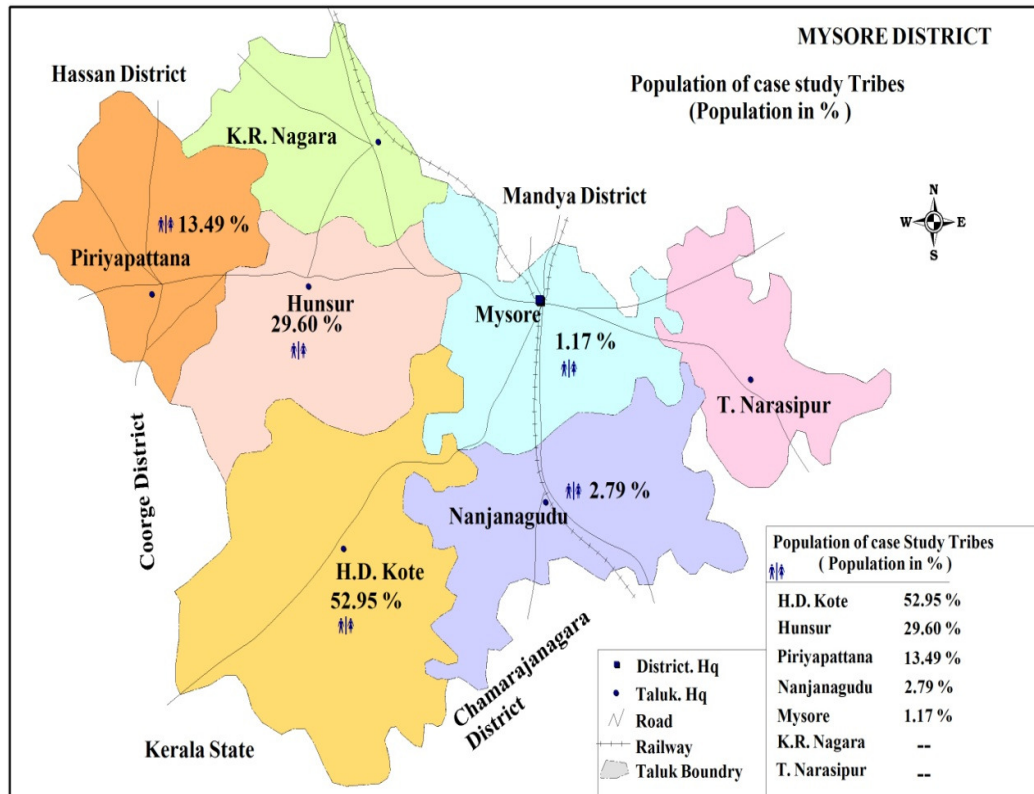 MYSORE DISTRICT
Population of case study Tribes
(Population in % )
Hassan District
K.R. Nagara
Mandya District
N
W E
S
13.49 %
Piriyapattana
Hunsur
29.60 %
Mysore
1.17 %
T. Narasipur
Coorge District
Nanjanagudu
2.79 %
H.D. Kote
52.95 %
Chamarajanagara
District
Kerala State
District. Hq
Taluk. Hq
Road
Railway
Taluk Boundry
Population of case Study Tribes
( Population in % )
H.D. Kote 52.95 %
Hunsur 29.60 %
Piriyapattana 13.49 %
Nanjanagudu 2.79 %
Mysore 1.17 %
K.R. Nagara --
T. Narasipur --